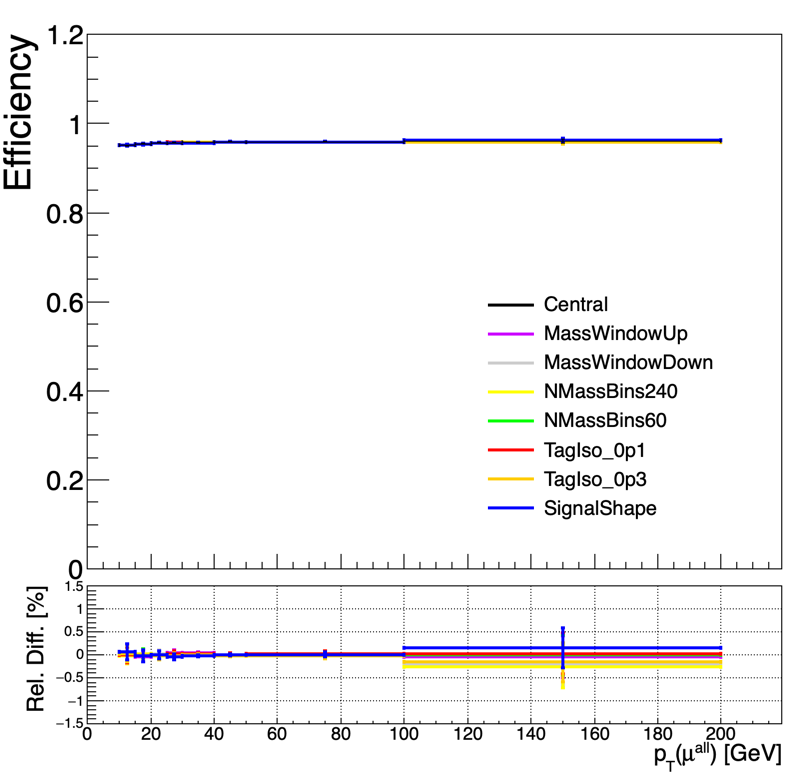 Efficiency
1.2
1
0.8
0.6
0.4
0.2
0
Central
MassWindowUp
MassWindowDown
NMassBins240
NMassBins60
TagIso_0p1
TagIso_0p3
SignalShape
Rel. Diff. [%]
1.5
1
0.5
0
−0.5
−1
−1.5
0 20 40 60 80 100 120 140 160 180 200
p_T(μ^all) [GeV]